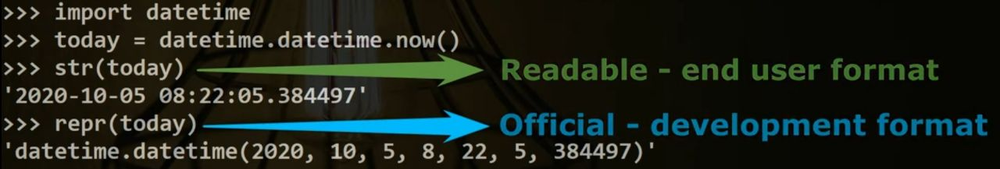 >>> import datetime
>>> today = datetime.datetime.now()
>>> str(today) Readable - end user format
'2020-10-05 08:22:05.384497'
>>> repr(today) Official - development format
'datetime.datetime(2020, 10, 5, 8, 22, 5, 384497)'